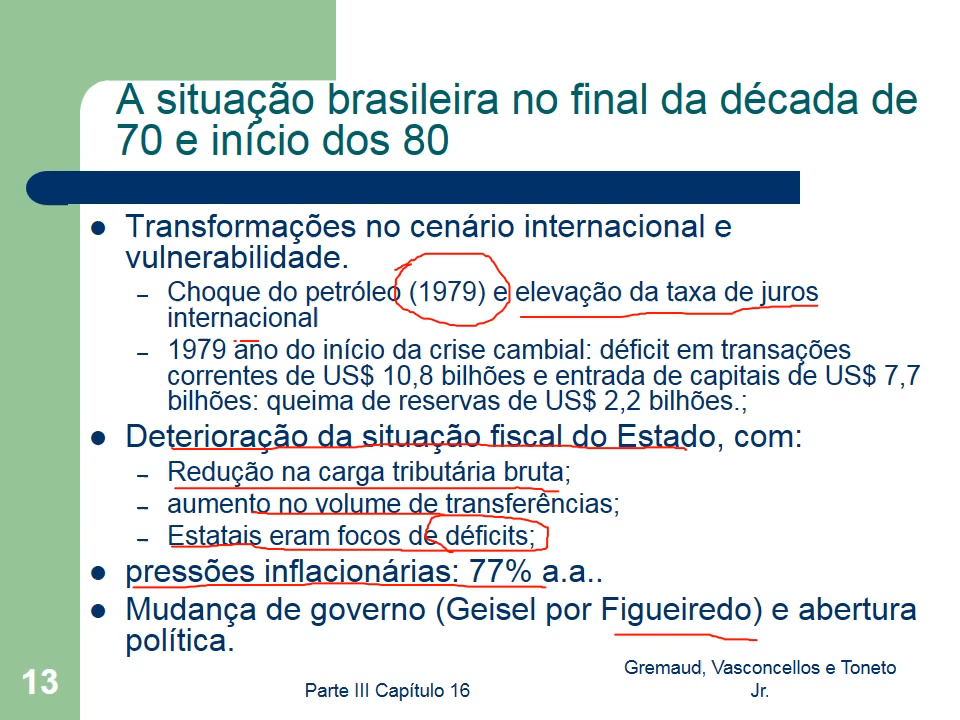 A situação brasileira no final da década de
70 e início dos 80
Transformações no cenário internacional e
vulnerabilidade.
– Choque do petróleo (1979) e elevação da taxa de juros
internacional
– 1979 ano do início da crise cambial: déficit em transações
correntes de US$ 10,8 bilhões e entrada de capitais de US$ 7,7
bilhões: queima de reservas de US$ 2,2 bilhões.;
Deterioração da situação fiscal do Estado, com:
– Redução na carga tributária bruta;
– aumento no volume de transferências;
– Estatais eram focos de déficits;
pressões inflacionárias: 77% a.a..
Mudança de governo (Geisel por Figueiredo) e abertura
política.
13
Parte III Capítulo 16
Gremaud, Vasconcellos e Toneto
Jr.